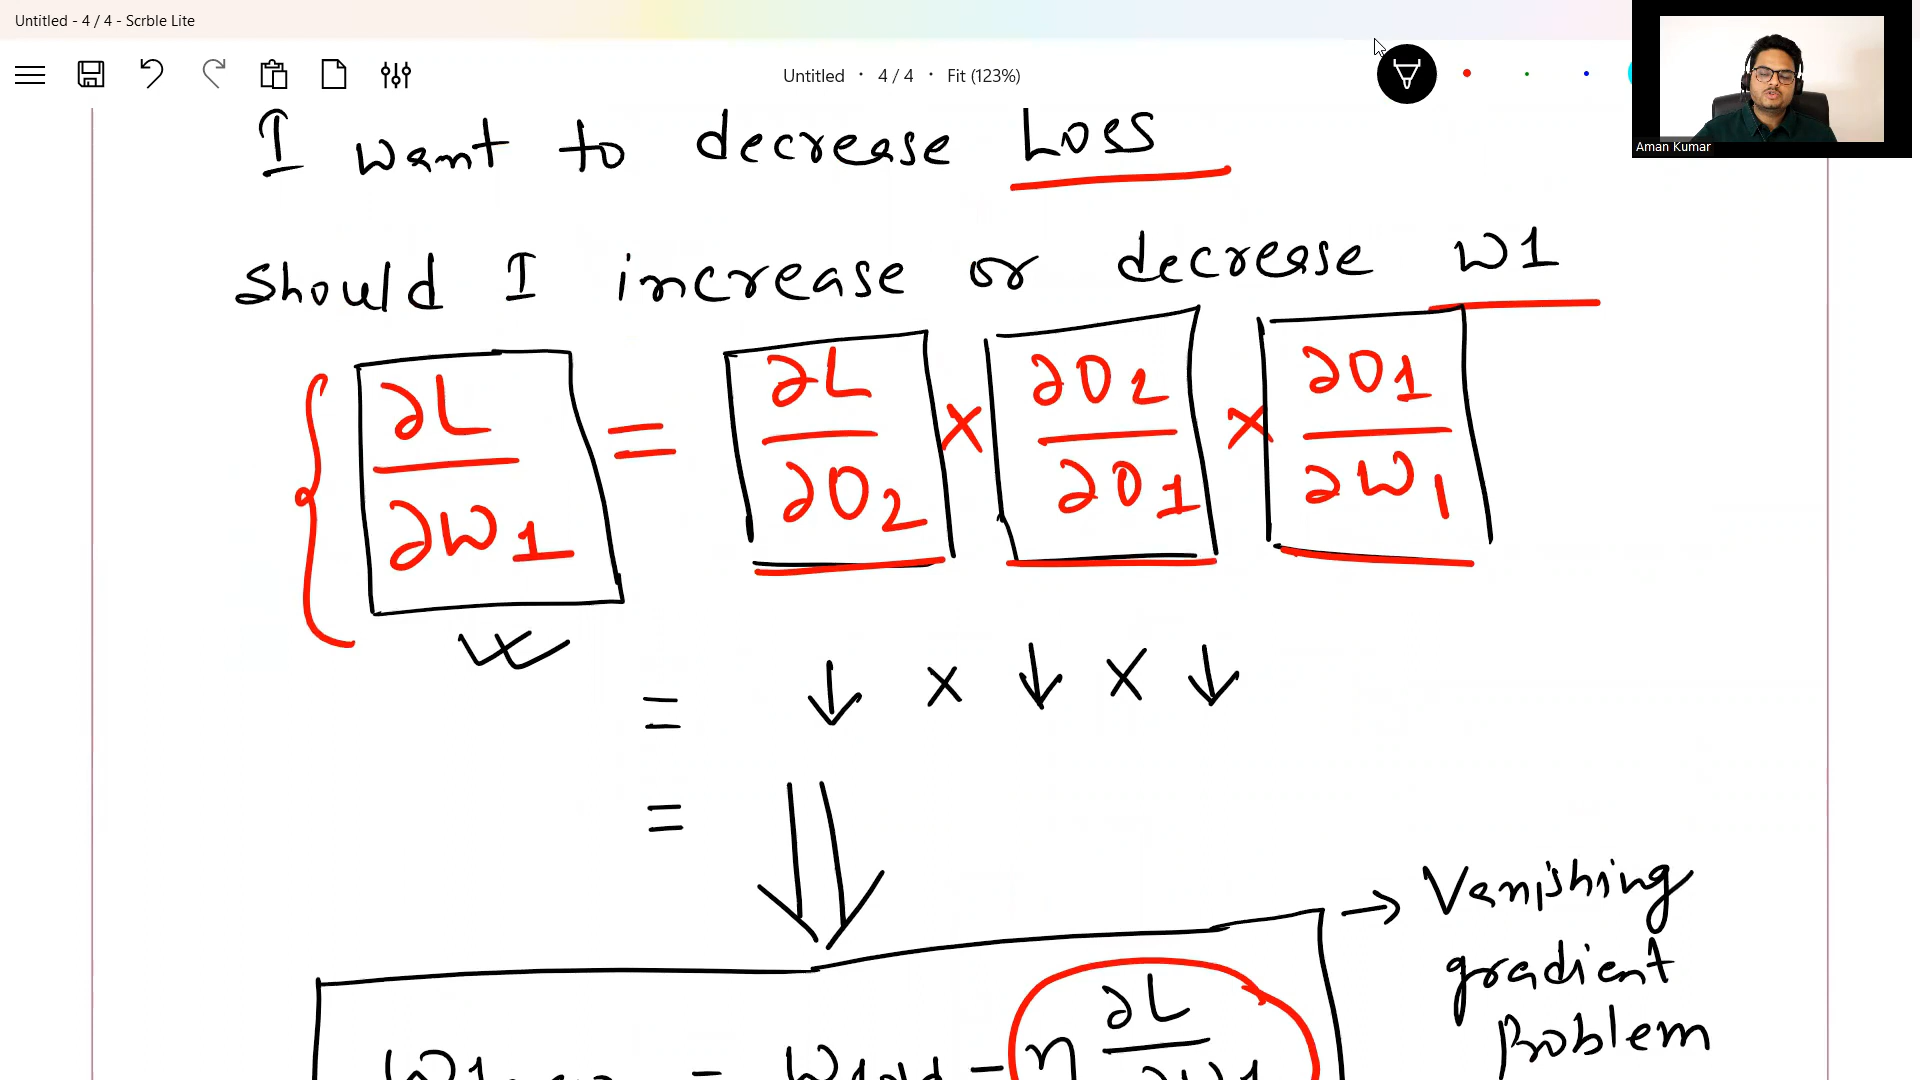 Untitled - 4 / 4 - Scrble Lite
Untitled • 4 / 4 • Fit (123%)
Aman Kumar
I want to decrease Loss
Should I increase or decrease W1
∂L/∂W1 = ∂L/∂O2 × ∂O2/∂O1 × ∂O1/∂W1
= ↓ × ↓ × ↓
=
→ Vanishing
gradient
Problem
= − η ∂L/∂W1